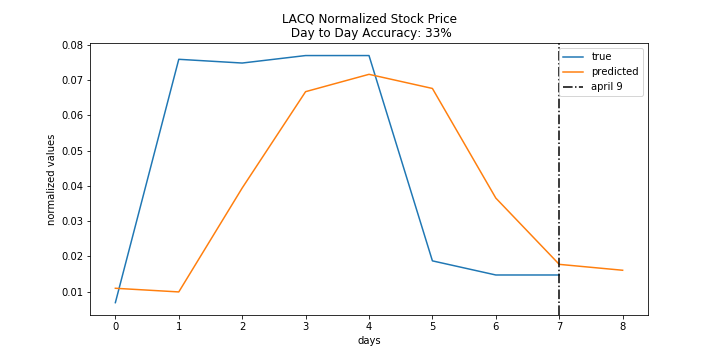 LACQ Normalized Stock Price
Day to Day Accuracy: 33%
0.08
0.07
0.06
0.05
0.04
0.03
0.02
0.01
normalized values
true
predicted
april 9
0 1 2 3 4 5 6 7 8
days